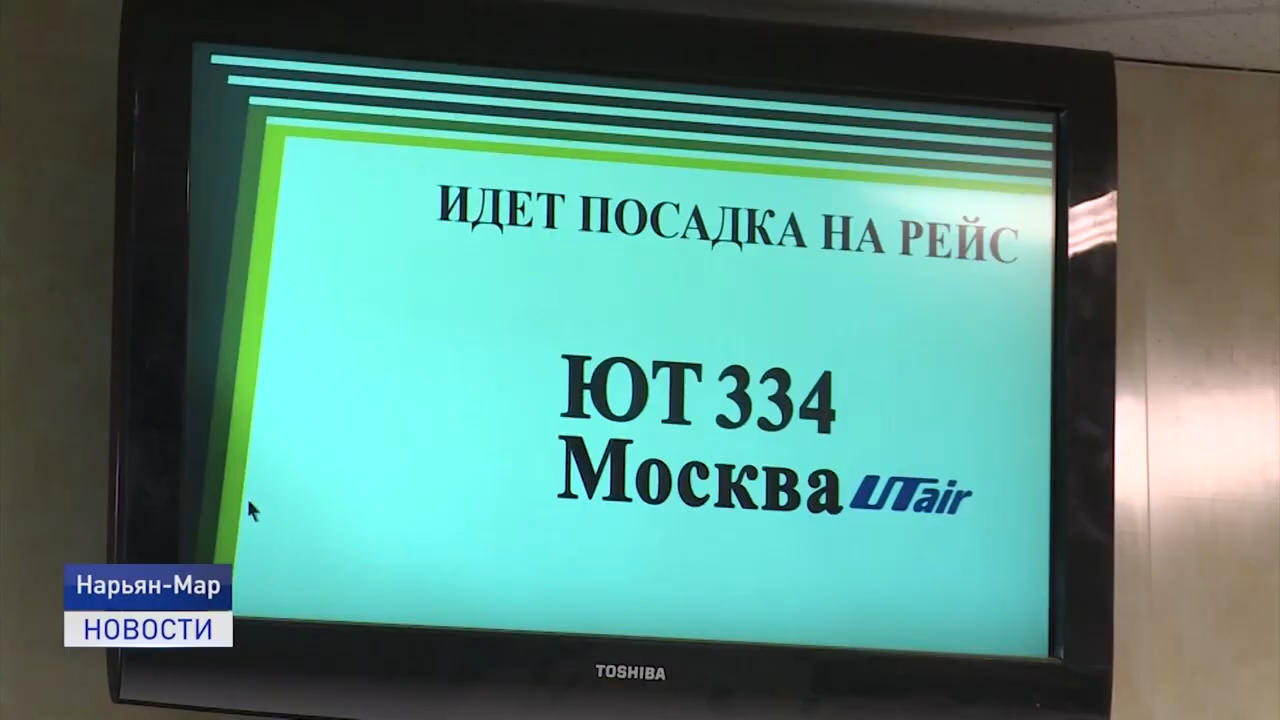 ИДЕТ ПОСАДКА НА РЕЙС
ЮТ 334
Москва UTair
Нарьян-Мар
НОВОСТИ
TOSHIBA